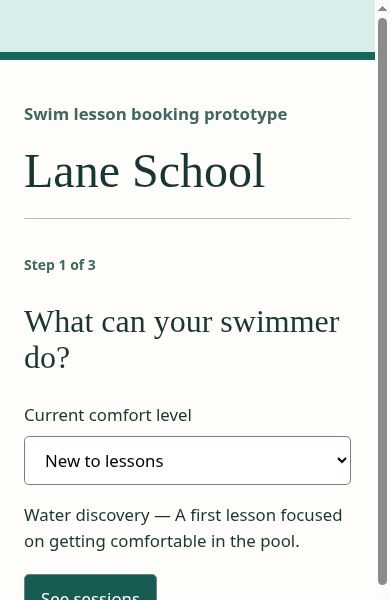 Swim lesson booking prototype
Lane School
Step 1 of 3
What can your swimmer
do?
Current comfort level
New to lessons
Water discovery — A first lesson focused
on getting comfortable in the pool.
See sessions